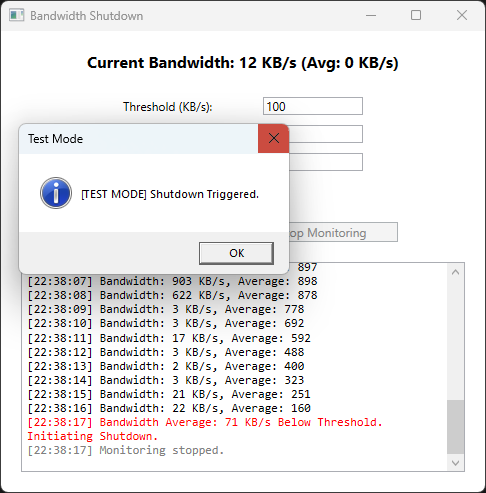 Bandwidth Shutdown
Current Bandwidth: 12 KB/s (Avg: 0 KB/s)
Threshold (KB/s):
100
Test Mode
[TEST MODE] Shutdown Triggered.
OK
Monitoring
897
[22:38:07] Bandwidth: 903 KB/s, Average: 898
[22:38:08] Bandwidth: 622 KB/s, Average: 878
[22:38:09] Bandwidth: 3 KB/s, Average: 778
[22:38:10] Bandwidth: 3 KB/s, Average: 692
[22:38:11] Bandwidth: 17 KB/s, Average: 592
[22:38:12] Bandwidth: 3 KB/s, Average: 488
[22:38:13] Bandwidth: 2 KB/s, Average: 400
[22:38:14] Bandwidth: 3 KB/s, Average: 323
[22:38:15] Bandwidth: 21 KB/s, Average: 251
[22:38:16] Bandwidth: 22 KB/s, Average: 160
[22:38:17] Bandwidth Average: 71 KB/s Below Threshold.
Initiating Shutdown.
[22:38:17] Monitoring stopped.